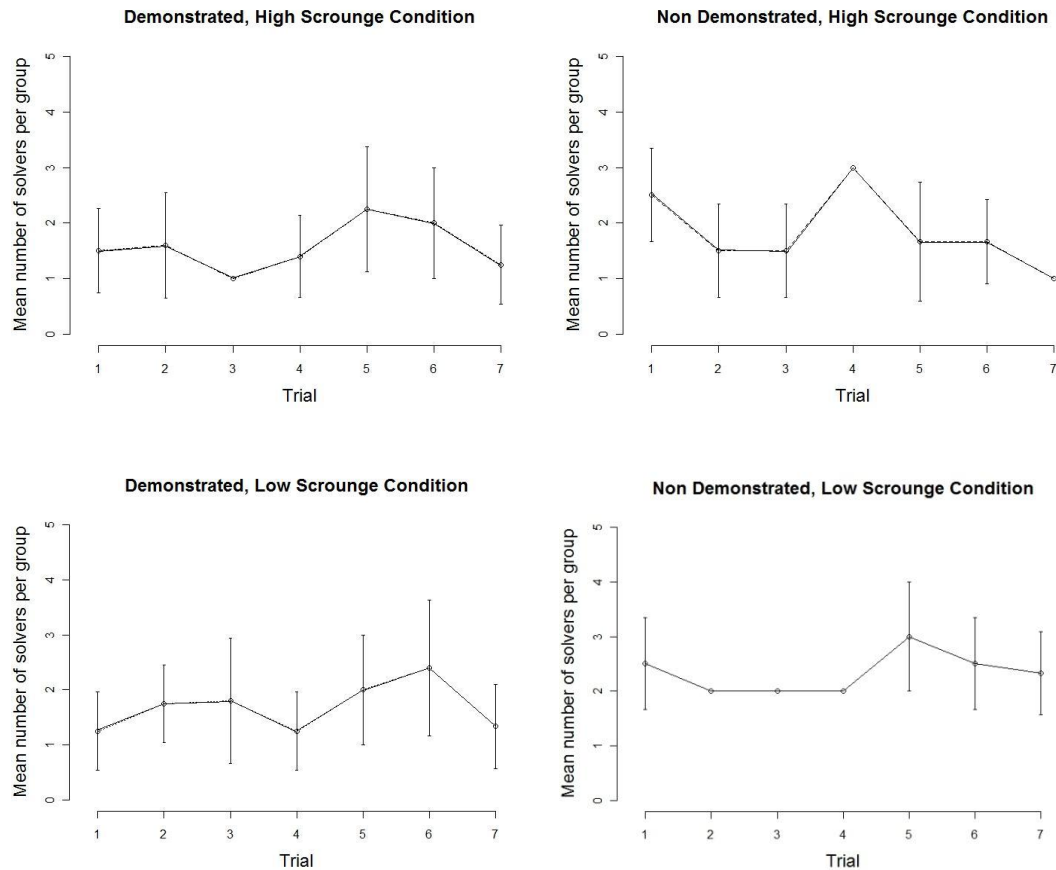 Demonstrated, High Scrounge Condition
Mean number of solvers per group
5
4
3
2
1
0
1 2 3 4 5 6 7
Trial
Non Demonstrated, High Scrounge Condition
Mean number of solvers per group
5
4
3
2
1
0
1 2 3 4 5 6 7
Trial
Demonstrated, Low Scrounge Condition
Mean number of solvers per group
5
4
3
2
1
0
1 2 3 4 5 6 7
Trial
Non Demonstrated, Low Scrounge Condition
Mean number of solvers per group
5
4
3
2
1
0
1 2 3 4 5 6 7
Trial